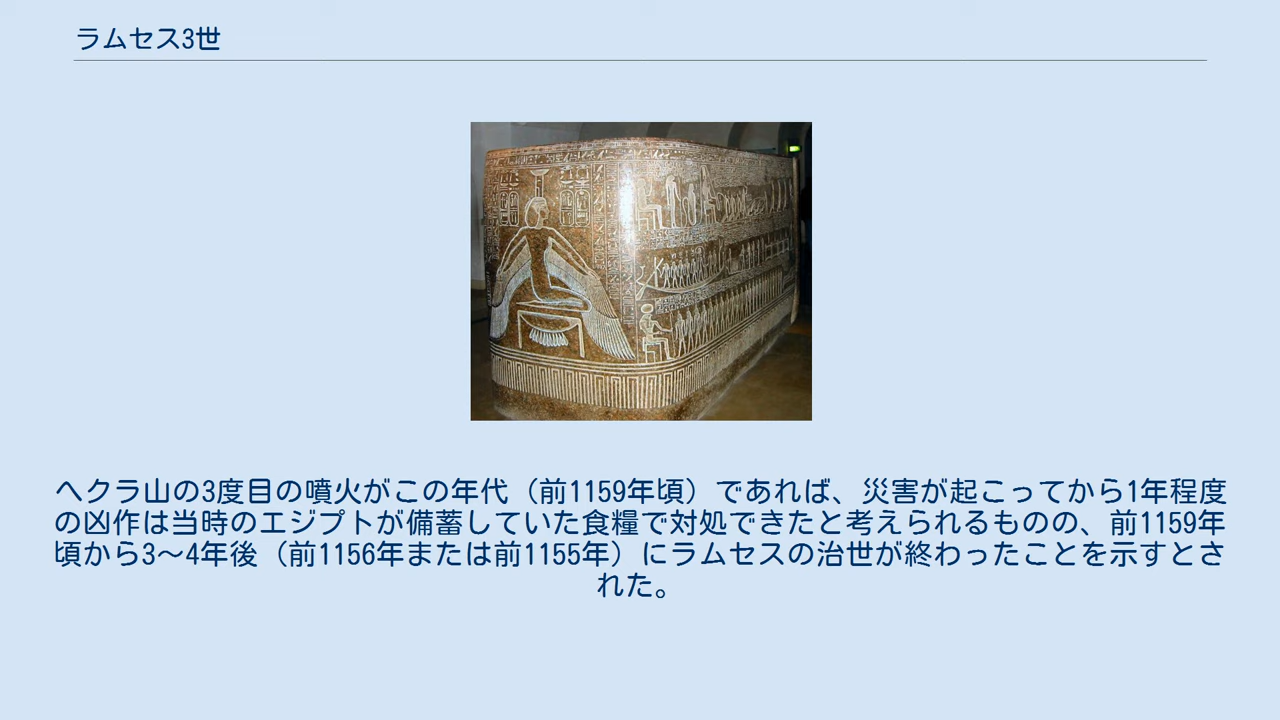 ラムセス3世
ヘクラ山の3度目の噴火がこの年代（前1159年頃）であれば、災害が起こってから1年程度
の凶作は当時のエジプトが備蓄していた食糧で対処できたと考えられるものの、前1159年
頃から3〜4年後（前1156年または前1155年）にラムセスの治世が終わったことを示すとさ
れた。